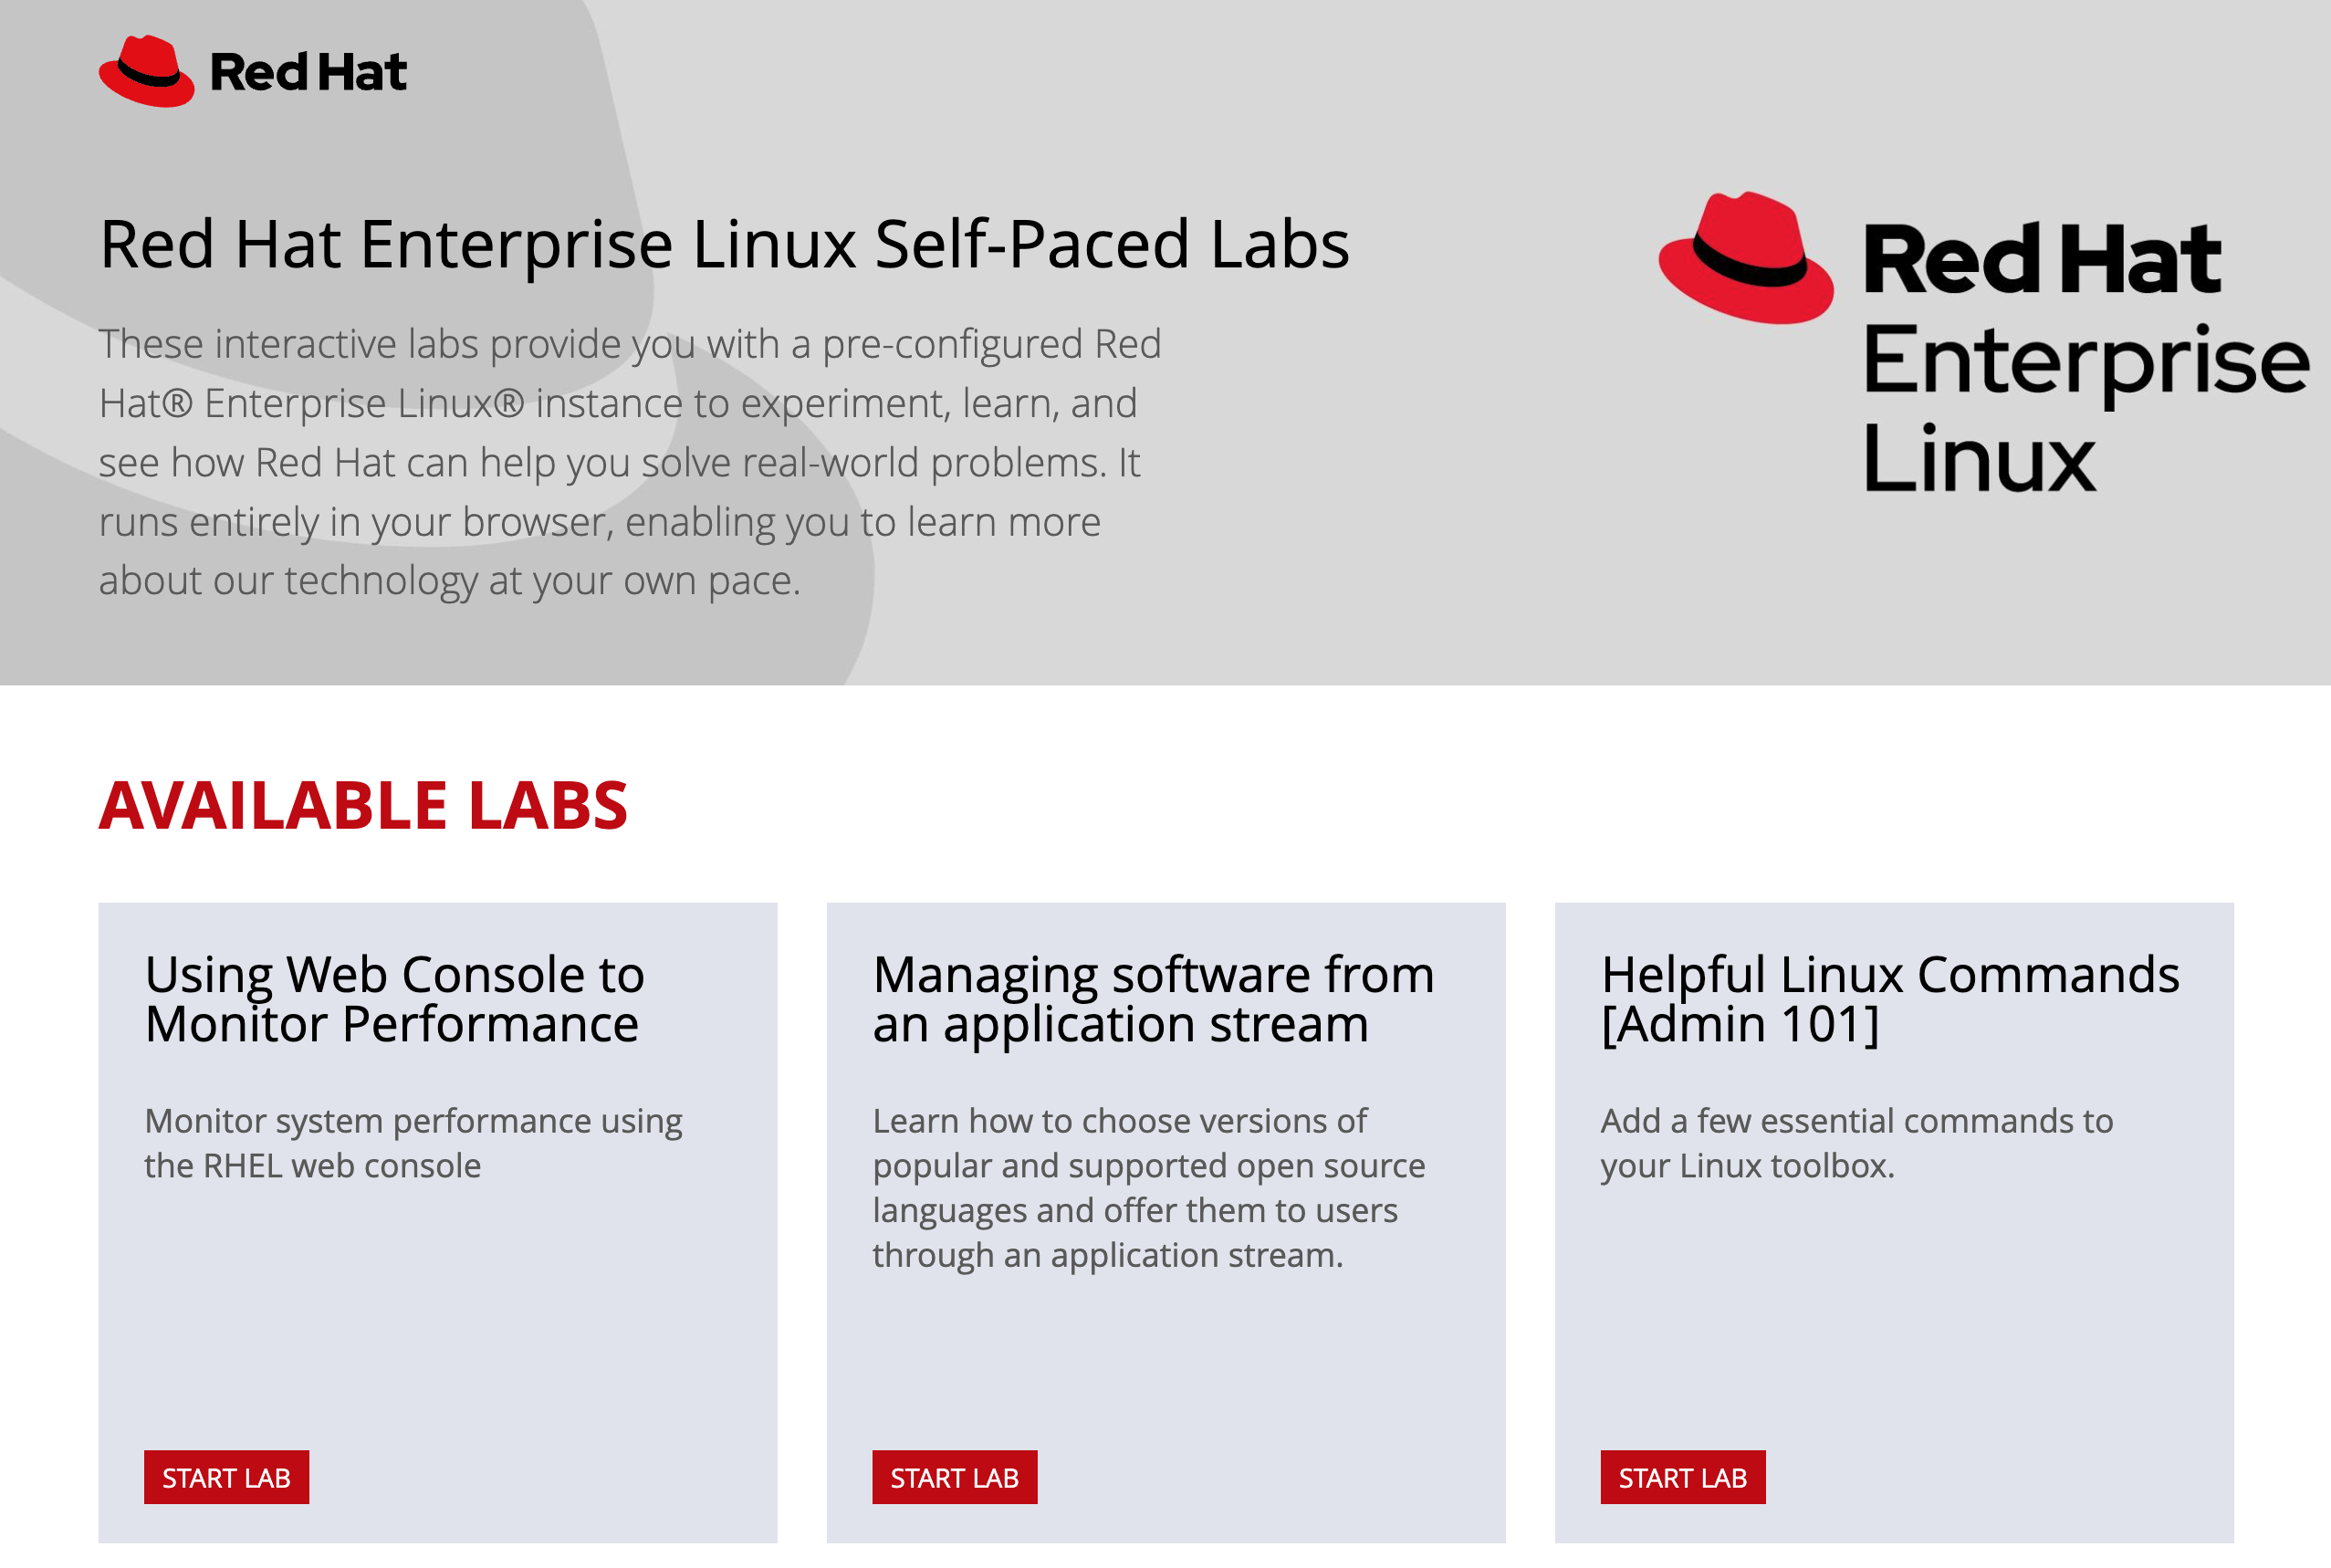 Red Hat
Red Hat Enterprise Linux Self-Paced Labs
These interactive labs provide you with a pre-configured Red
Hat® Enterprise Linux® instance to experiment, learn, and
see how Red Hat can help you solve real-world problems. It
runs entirely in your browser, enabling you to learn more
about our technology at your own pace.
Red Hat
Enterprise
Linux
AVAILABLE LABS
Using Web Console to
Monitor Performance
Monitor system performance using
the RHEL web console
START LAB
Managing software from
an application stream
Learn how to choose versions of
popular and supported open source
languages and offer them to users
through an application stream.
START LAB
Helpful Linux Commands
[Admin 101]
Add a few essential commands to
your Linux toolbox.
START LAB